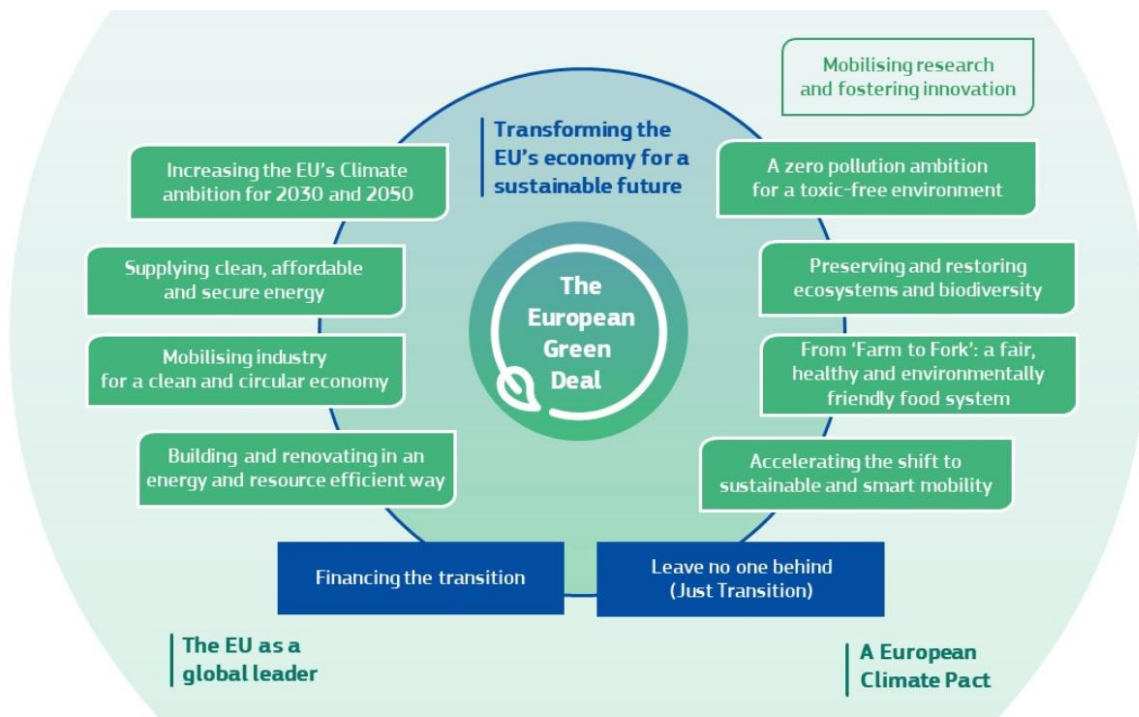 Mobilising research
and fostering innovation
Transforming the
EU's economy for a
sustainable future
Increasing the EU's Climate
ambition for 2030 and 2050
A zero pollution ambition
for a toxic-free environment
Supplying clean, affordable
and secure energy
Preserving and restoring
ecosystems and biodiversity
The
European
Green
Deal
Mobilising industry
for a clean and circular economy
From ‘Farm to Fork’: a fair,
healthy and environmentally
friendly food system
Building and renovating in an
energy and resource efficient way
Accelerating the shift to
sustainable and smart mobility
Financing the transition
Leave no one behind
(Just Transition)
The EU as a
global leader
A European
Climate Pact